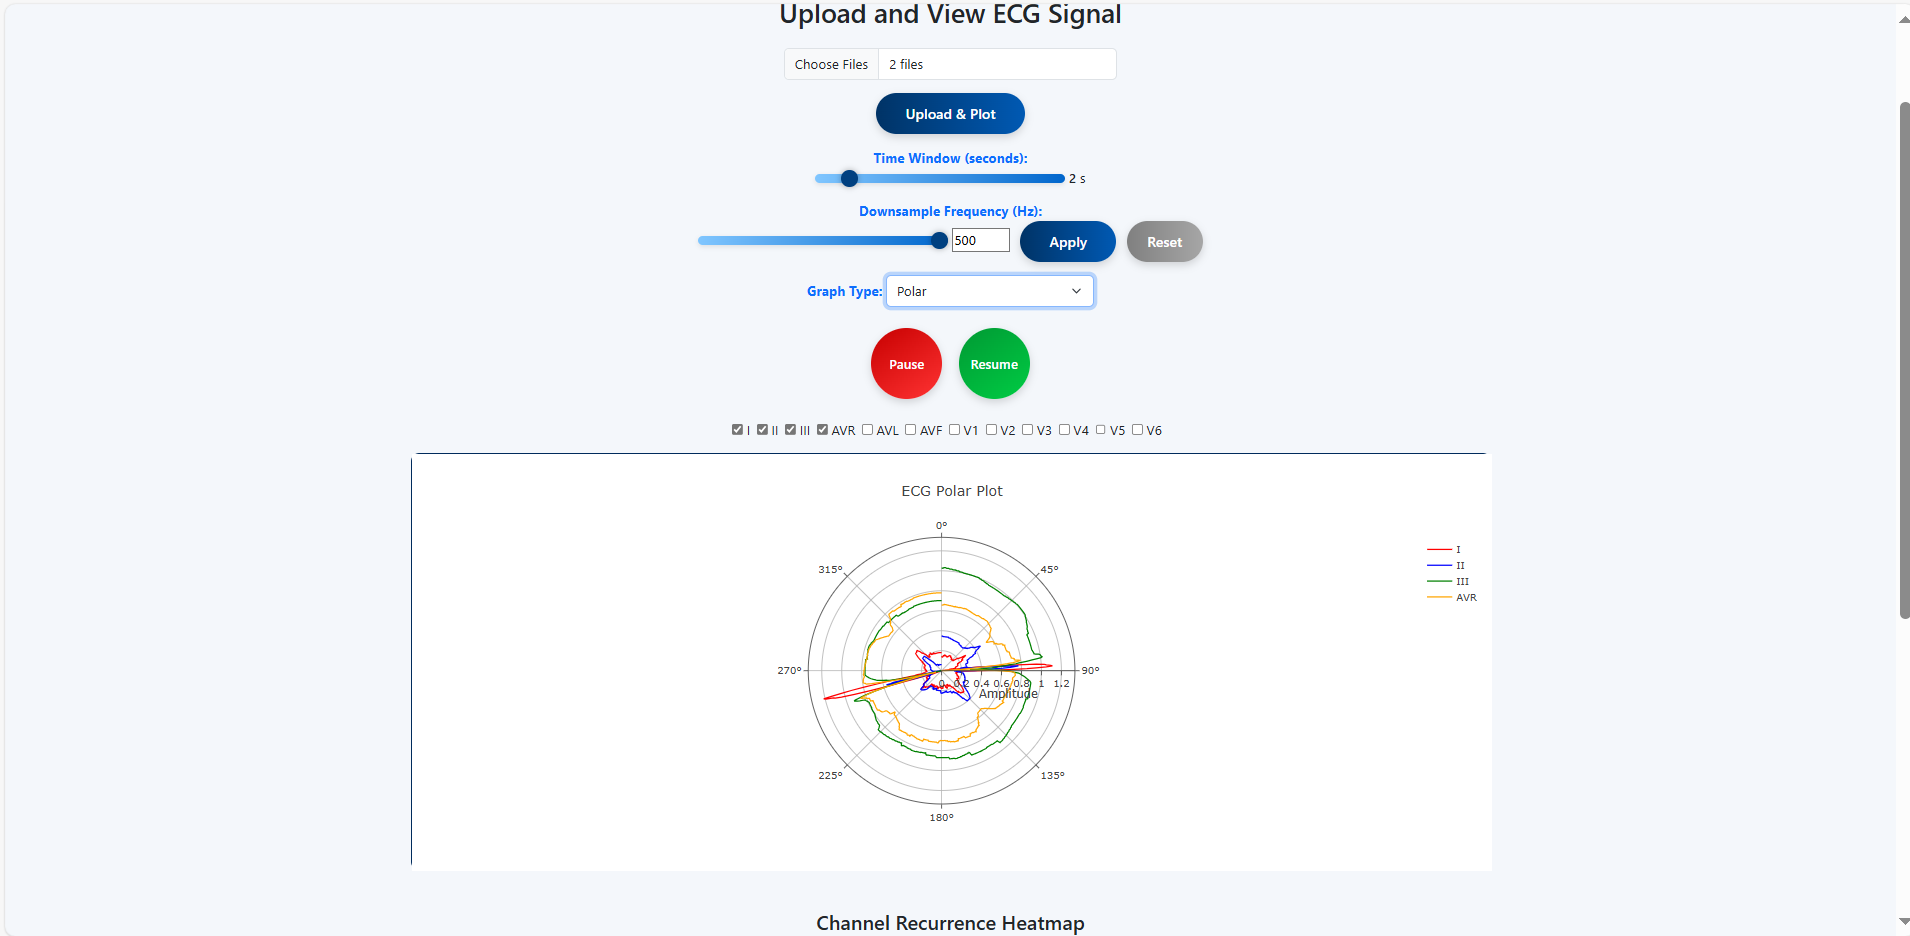 Upload and View ECG Signal
Choose Files 2 files
Upload & Plot
Time Window (seconds):
2 s
Downsample Frequency (Hz):
500 Apply Reset
Graph Type: Polar
Pause Resume
I II III AVR AVL AVF V1 V2 V3 V4 V5 V6
ECG Polar Plot
0°
315° 45°
I
II
III
AVR
270° 90°
0 0.2 0.4 0.6 0.8 1 1.2
Amplitude
225° 135°
180°
Channel Recurrence Heatmap